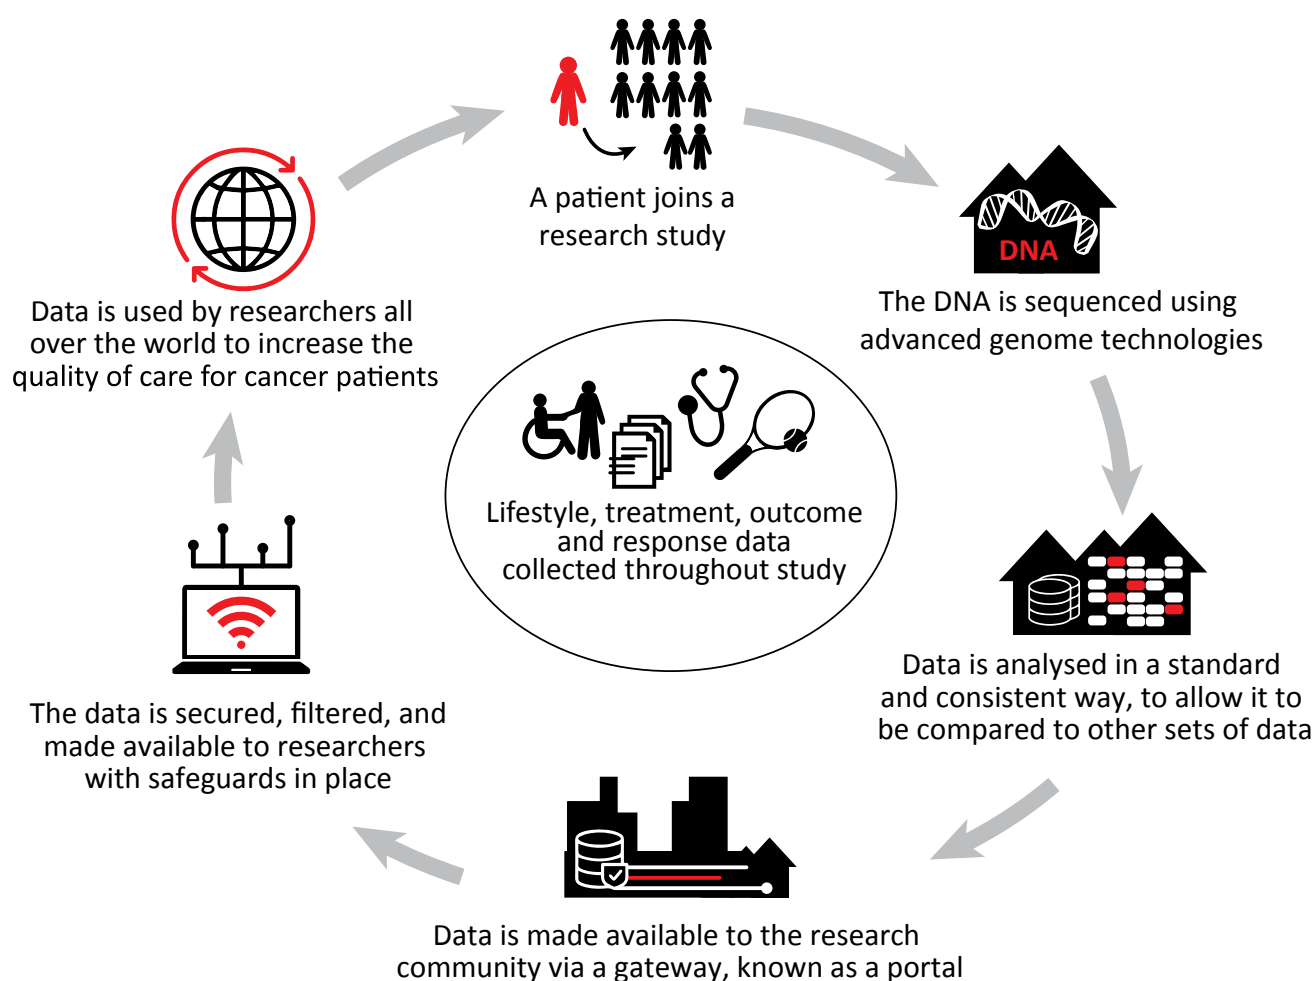 A patient joins a
research study
DNA
The DNA is sequenced using
advanced genome technologies
Data is analysed in a standard
and consistent way, to allow it to
be compared to other sets of data
Data is made available to the research
community via a gateway, known as a portal
The data is secured, filtered, and
made available to researchers
with safeguards in place
Data is used by researchers all
over the world to increase the
quality of care for cancer patients
Lifestyle, treatment, outcome
and response data
collected throughout study